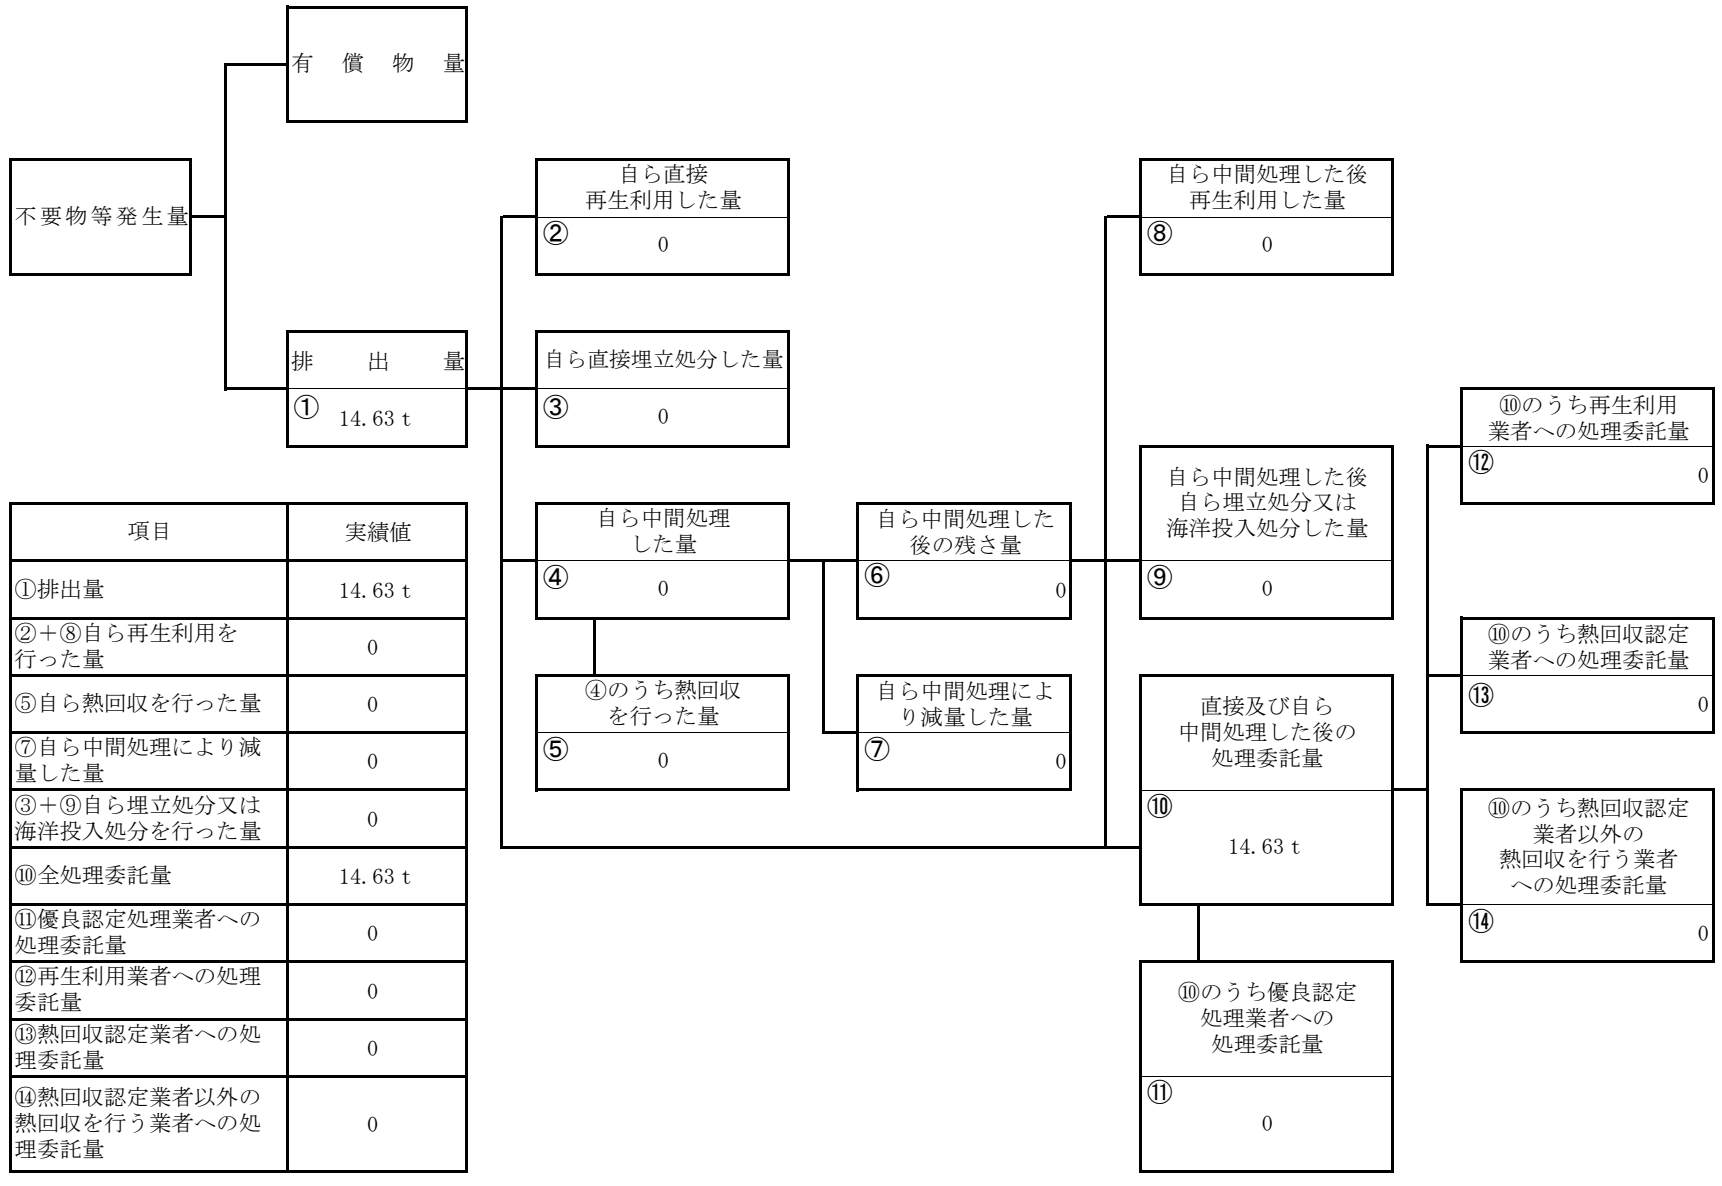 有償物量
不要物等発生量
排出量
①
14.63 t
自ら直接
再生利用した量
②
0
自ら直接埋立処分した量
③
0
自ら中間処理
した量
④
0
④のうち熱回収
を行った量
⑤
0
自ら中間処理した
後の残さ量
⑥
0
自ら中間処理によ
り減量した量
⑦
0
自ら中間処理した後
再生利用した量
⑧
0
自ら中間処理した後
自ら埋立処分又は
海洋投入処分した量
⑨
0
直接及び自ら
中間処理した後の
処理委託量
⑩
14.63 t
⑩のうち優良認定
処理業者への
処理委託量
⑪
0
⑩のうち再生利用
業者への処理委託量
⑫
0
⑩のうち熱回収認定
業者への処理委託量
⑬
0
⑩のうち熱回収認定
業者以外の
熱回収を行う業者
への処理委託量
⑭
0
項目
実績値
①排出量
14.63 t
②＋⑧自ら再生利用を
行った量
0
⑤自ら熱回収を行った量
0
⑦自ら中間処理により減
量した量
0
③＋⑨自ら埋立処分又は
海洋投入処分を行った量
0
⑩全処理委託量
14.63 t
⑪優良認定処理業者への
処理委託量
0
⑫再生利用業者への処理
委託量
0
⑬熱回収認定業者への処
理委託量
0
⑭熱回収認定業者以外の
熱回収を行う業者への処
理委託量
0